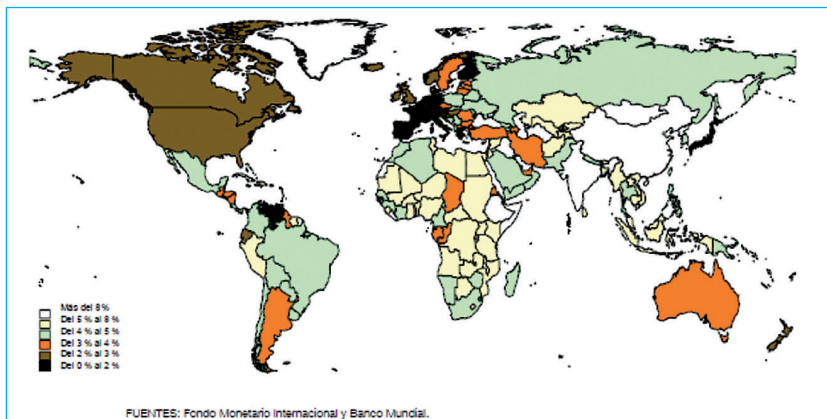 Más del 8 %
Del 5 % al 8 %
Del 4 % al 5 %
Del 3 % al 4 %
Del 2 % al 3 %
Del 0 % al 2 %
FUENTES: Fondo Monetario Internacional y Banco Mundial.